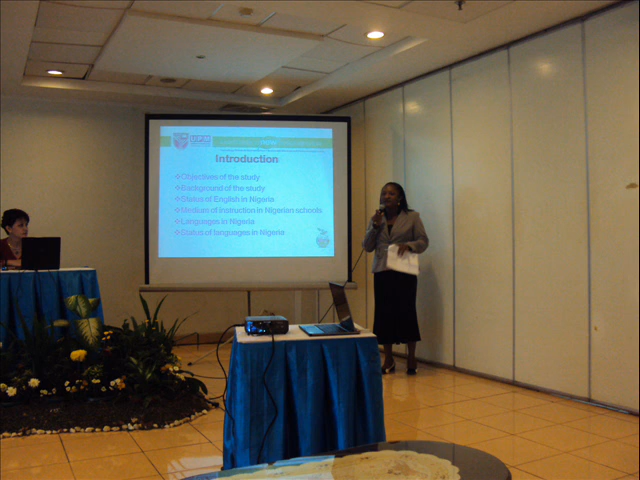 UPM
Introduction
❖Objectives of the study
❖Background of the study
❖Status of English in Nigeria
❖Medium of instruction in Nigerian schools
❖Languages in Nigeria
❖Status of languages in Nigeria